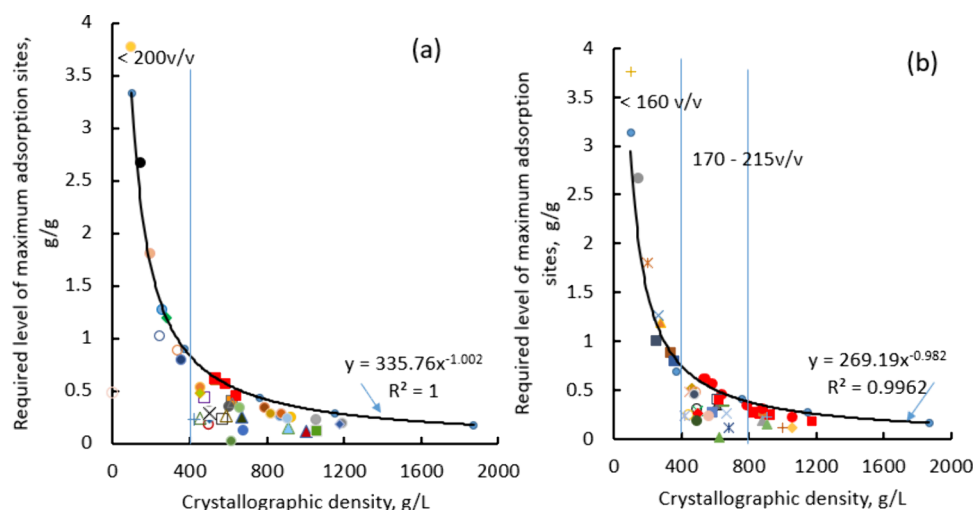 (a)
Required level of maximum adsorption sites,
g/g
4
3.5
3
2.5
2
1.5
1
0.5
0
< 200v/v
y = 335.76x^-1.002
R² = 1
0 400 800 1200 1600 2000
Crystallographic density, g/L
(b)
Required level of maximum adsorption
sites, g/g
4
3.5
3
2.5
2
1.5
1
0.5
0
< 160 v/v
170 - 215v/v
y = 269.19x^-0.982
R² = 0.9962
0 400 800 1200 1600 2000
Crystallographic density, g/L